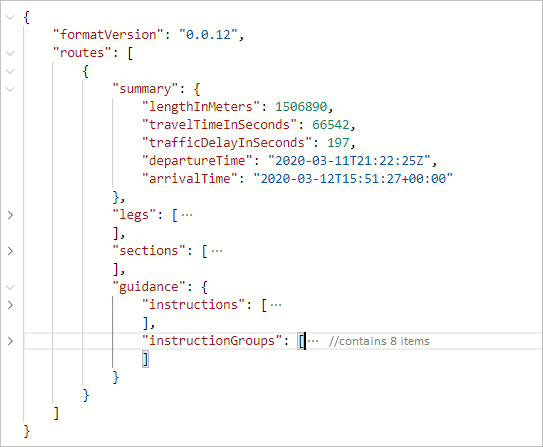 {
"formatVersion": "0.0.12",
"routes": [
{
"summary": {
"lengthInMeters": 1506890,
"travelTimeInSeconds": 66542,
"trafficDelayInSeconds": 197,
"departureTime": "2020-03-11T21:22:25Z",
"arrivalTime": "2020-03-12T15:51:27+00:00"
},
"legs": [···
],
"sections": [···
],
"guidance": {
"instructions": [···
],
"instructionGroups": [··· //contains 8 items
]
}
}
]
}